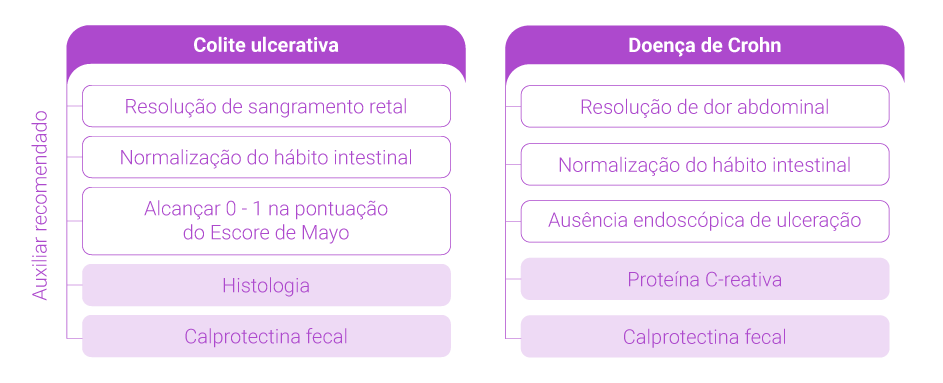 Auxiliar recomendado
Colite ulcerativa
Resolução de sangramento retal
Normalização do hábito intestinal
Alcançar 0 - 1 na pontuação
do Escore de Mayo
Histologia
Calprotectina fecal
Doença de Crohn
Resolução de dor abdominal
Normalização do hábito intestinal
Ausência endoscópica de ulceração
Proteína C-reativa
Calprotectina fecal